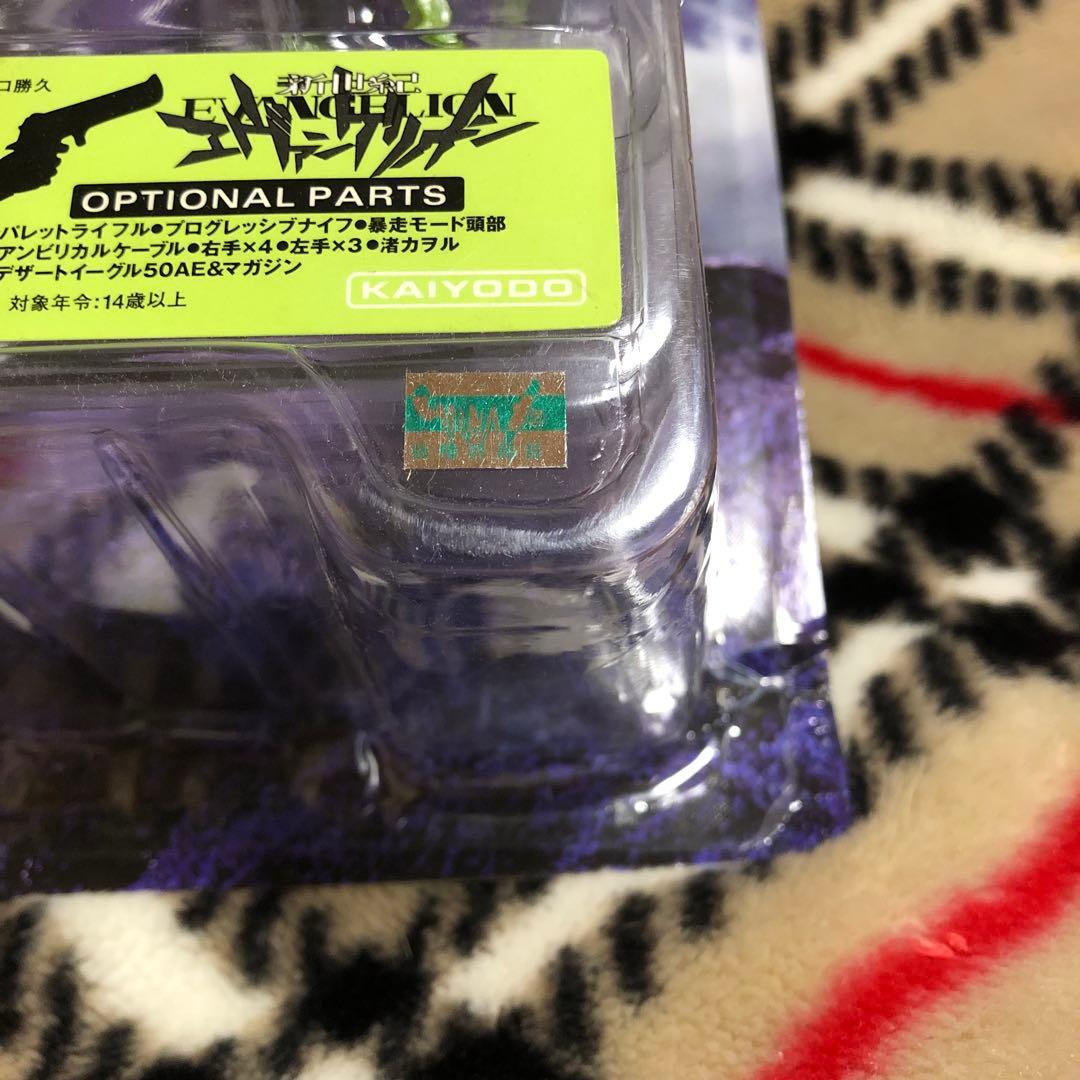 口勝久
新世紀
EVANGELION
エヴァンゲリオン
OPTIONAL PARTS
パレットライフル●プログレッシブナイフ●暴走モード頭部
アンビリカルケーブル●右手×4●左手×3●渚カヲル
デザートイーグル50AE&マガジン
対象年令:14歳以上
KAIYODO